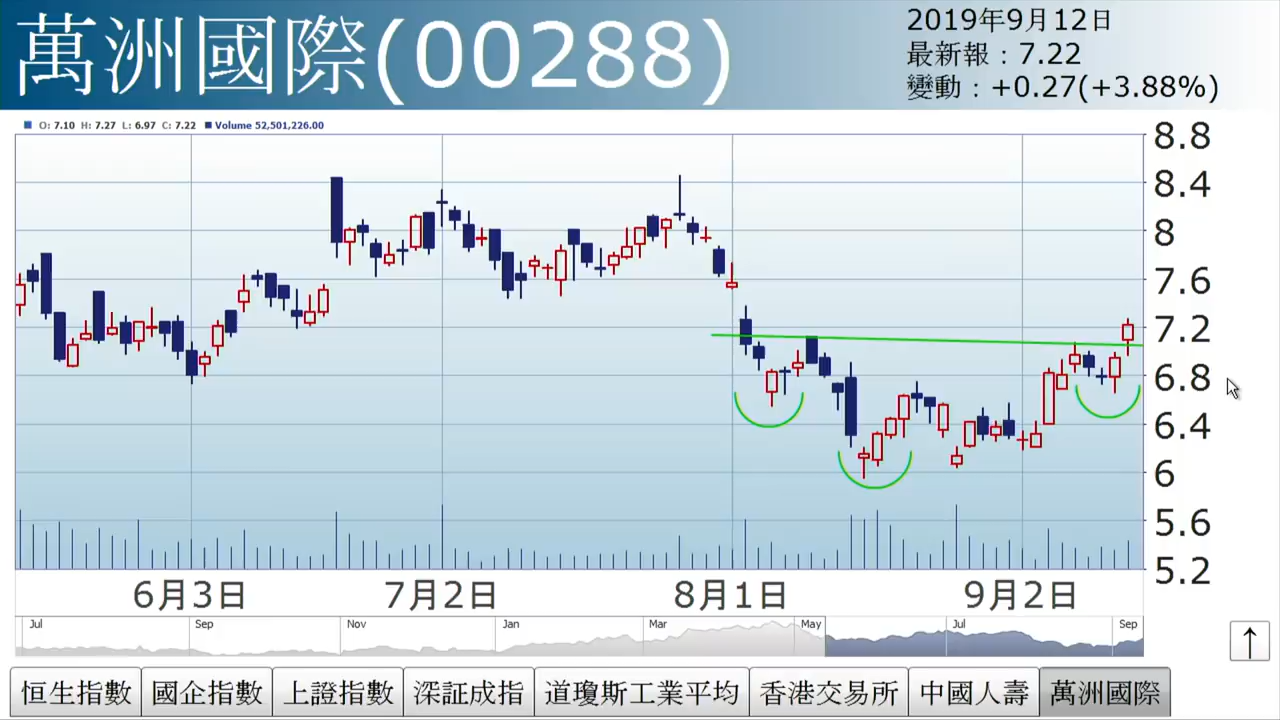 萬洲國際(00288)
2019年9月12日
最新報：7.22
變動：+0.27(+3.88%)
O: 7.10 H: 7.27 L: 6.97 C: 7.22 Volume 52,501,226.00
8.8
8.4
8
7.6
7.2
6.8
6.4
6
5.6
5.2
6月3日 7月2日 8月1日 9月2日
Jul Sep Nov Jan Mar May Jul Sep
↑
恒生指數 國企指數 上證指數 深証成指 道瓊斯工業平均 香港交易所 中國人壽 萬洲國際